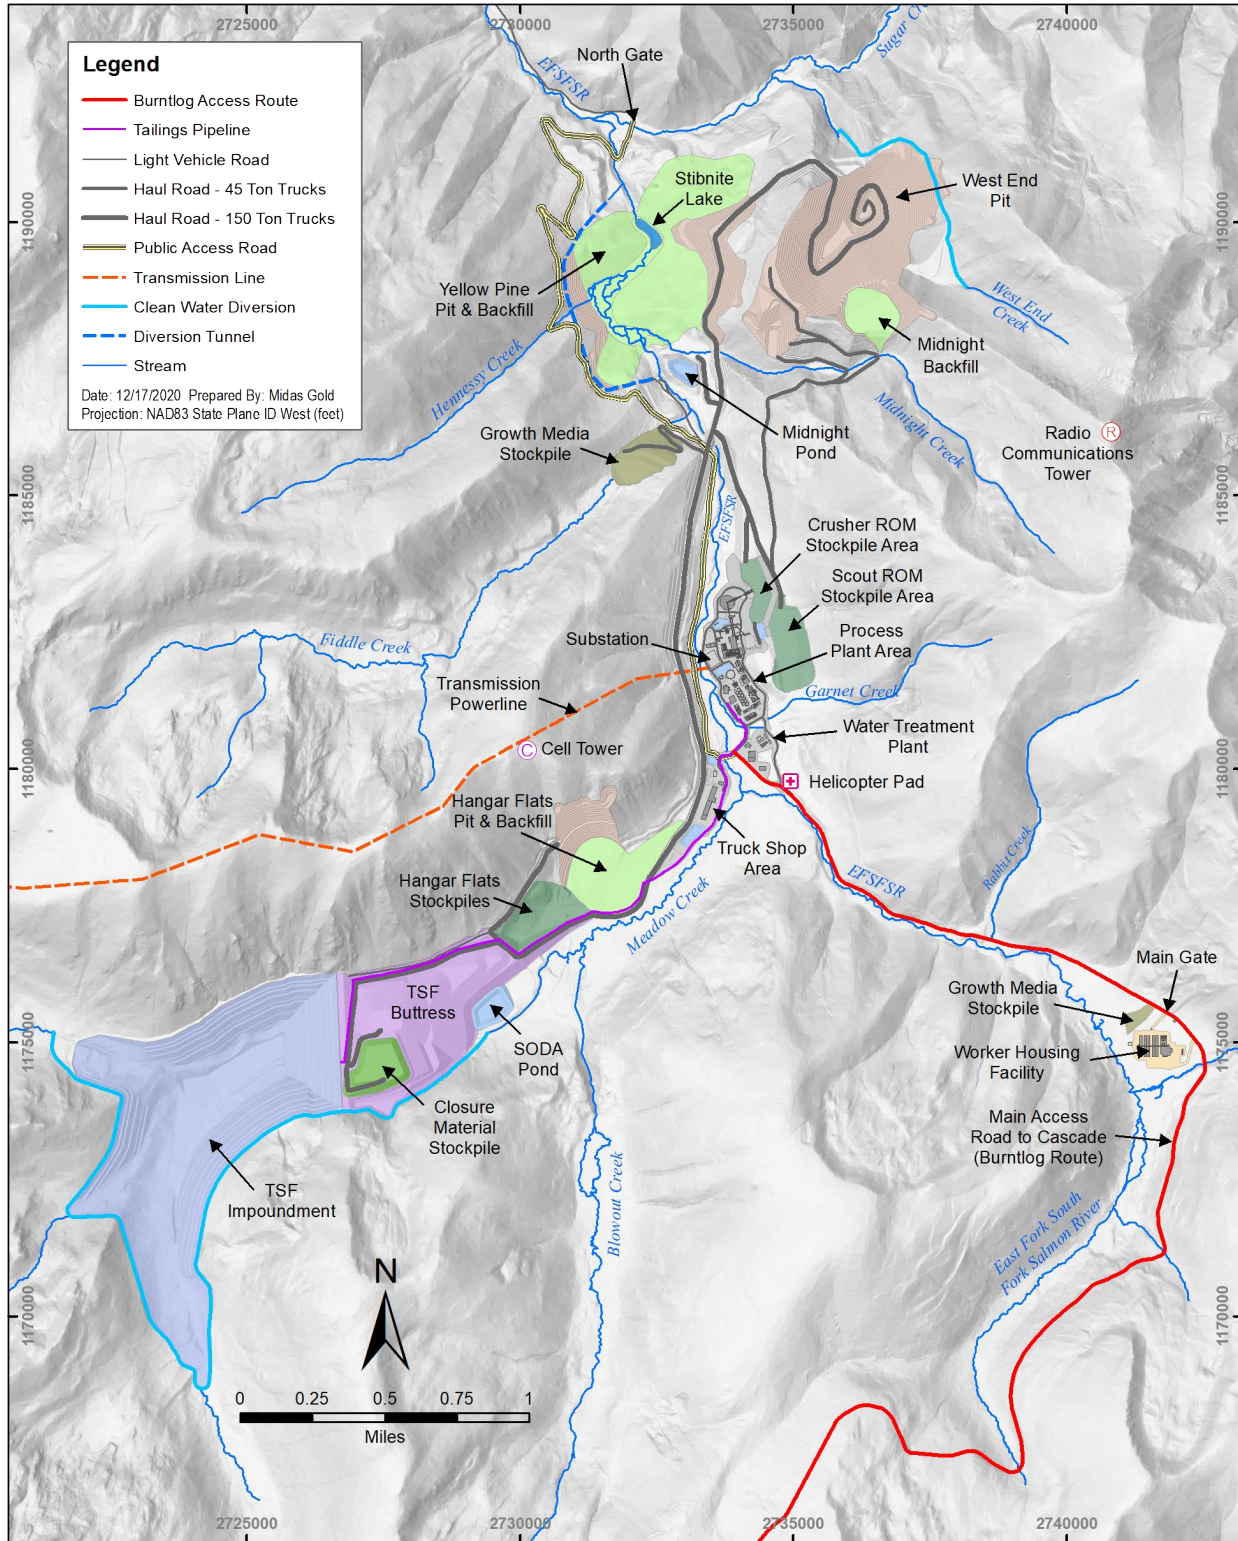 2725000
2730000
2735000
2740000
Legend
Burntlog Access Route
Tailings Pipeline
Light Vehicle Road
Haul Road - 45 Ton Trucks
Haul Road - 150 Ton Trucks
Public Access Road
Transmission Line
Clean Water Diversion
Diversion Tunnel
Stream
Date: 12/17/2020 Prepared By: Midas Gold
Projection: NAD83 State Plane ID West (feet)
North Gate
EFSFSR
Sugar
Stibnite
Lake
West End
Pit
1190000
1190000
Yellow Pine
Pit & Backfill
West End
Creek
Midnight
Backfill
Hennessy Creek
Midnight Creek
Growth Media
Stockpile
Midnight
Pond
Radio
Communications
Tower
R
1185000
1185000
EFSFSR
Crusher ROM
Stockpile Area
Scout ROM
Stockpile Area
Process
Plant Area
Substation
Fiddle Creek
Garnet Creek
Transmission
Powerline
C Cell Tower
Water Treatment
Plant
1180000
1180000
Helicopter Pad
Hangar Flats
Pit & Backfill
Truck Shop
Area
Rabbit Creek
EFSFSR
Hangar Flats
Stockpiles
Meadow Creek
Main Gate
TSF
Buttress
Growth Media
Stockpile
1175000
1175000
SODA
Pond
Worker Housing
Facility
Closure
Material
Stockpile
Main Access
Road to Cascade
(Burntlog Route)
TSF
Impoundment
Blowout Creek
East Fork South
Fork Salmon River
N
1170000
1170000
0 0.25 0.5 0.75 1
Miles
2725000
2730000
2735000
2740000